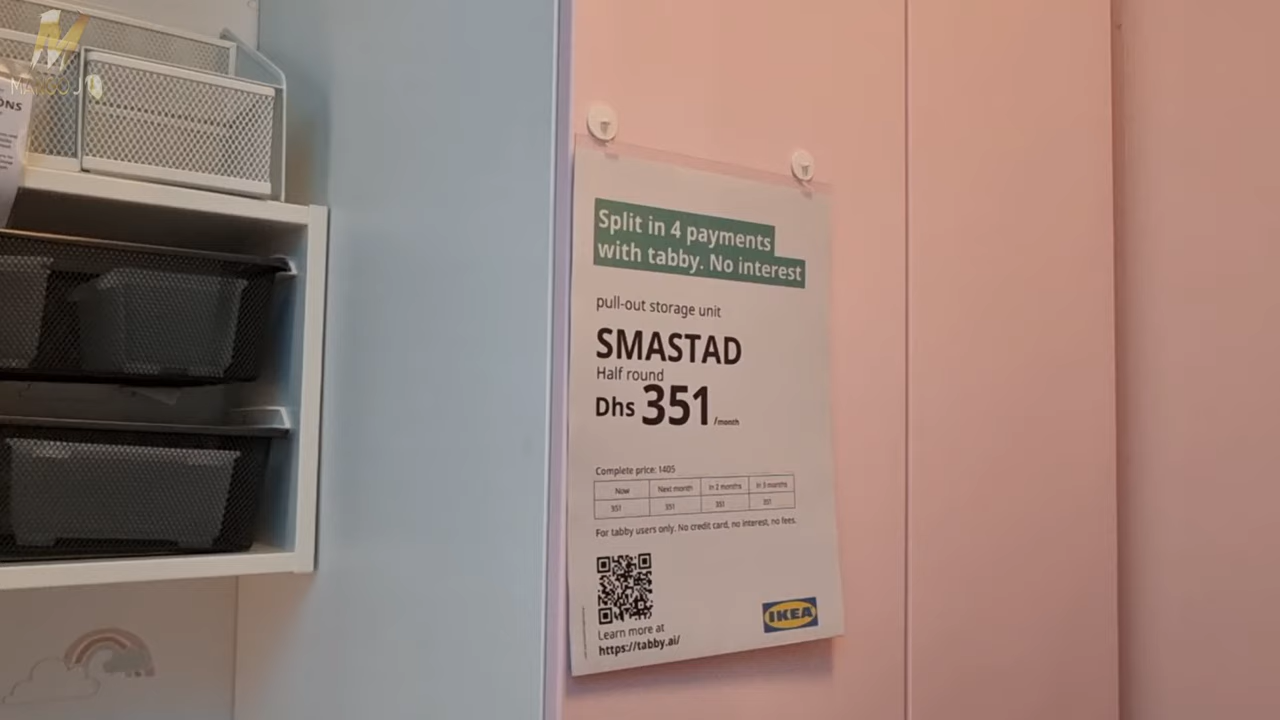 ONS
Split in 4 payments
with tabby. No interest
pull-out storage unit
SMASTAD
Half round
Dhs 351 /month
Complete price: 1405
Now Next month In 2 months In 3 months
351 351 351 351
For tabby users only. No credit card, no interest, no fees.
Learn more at
https://tabby.ai/
IKEA